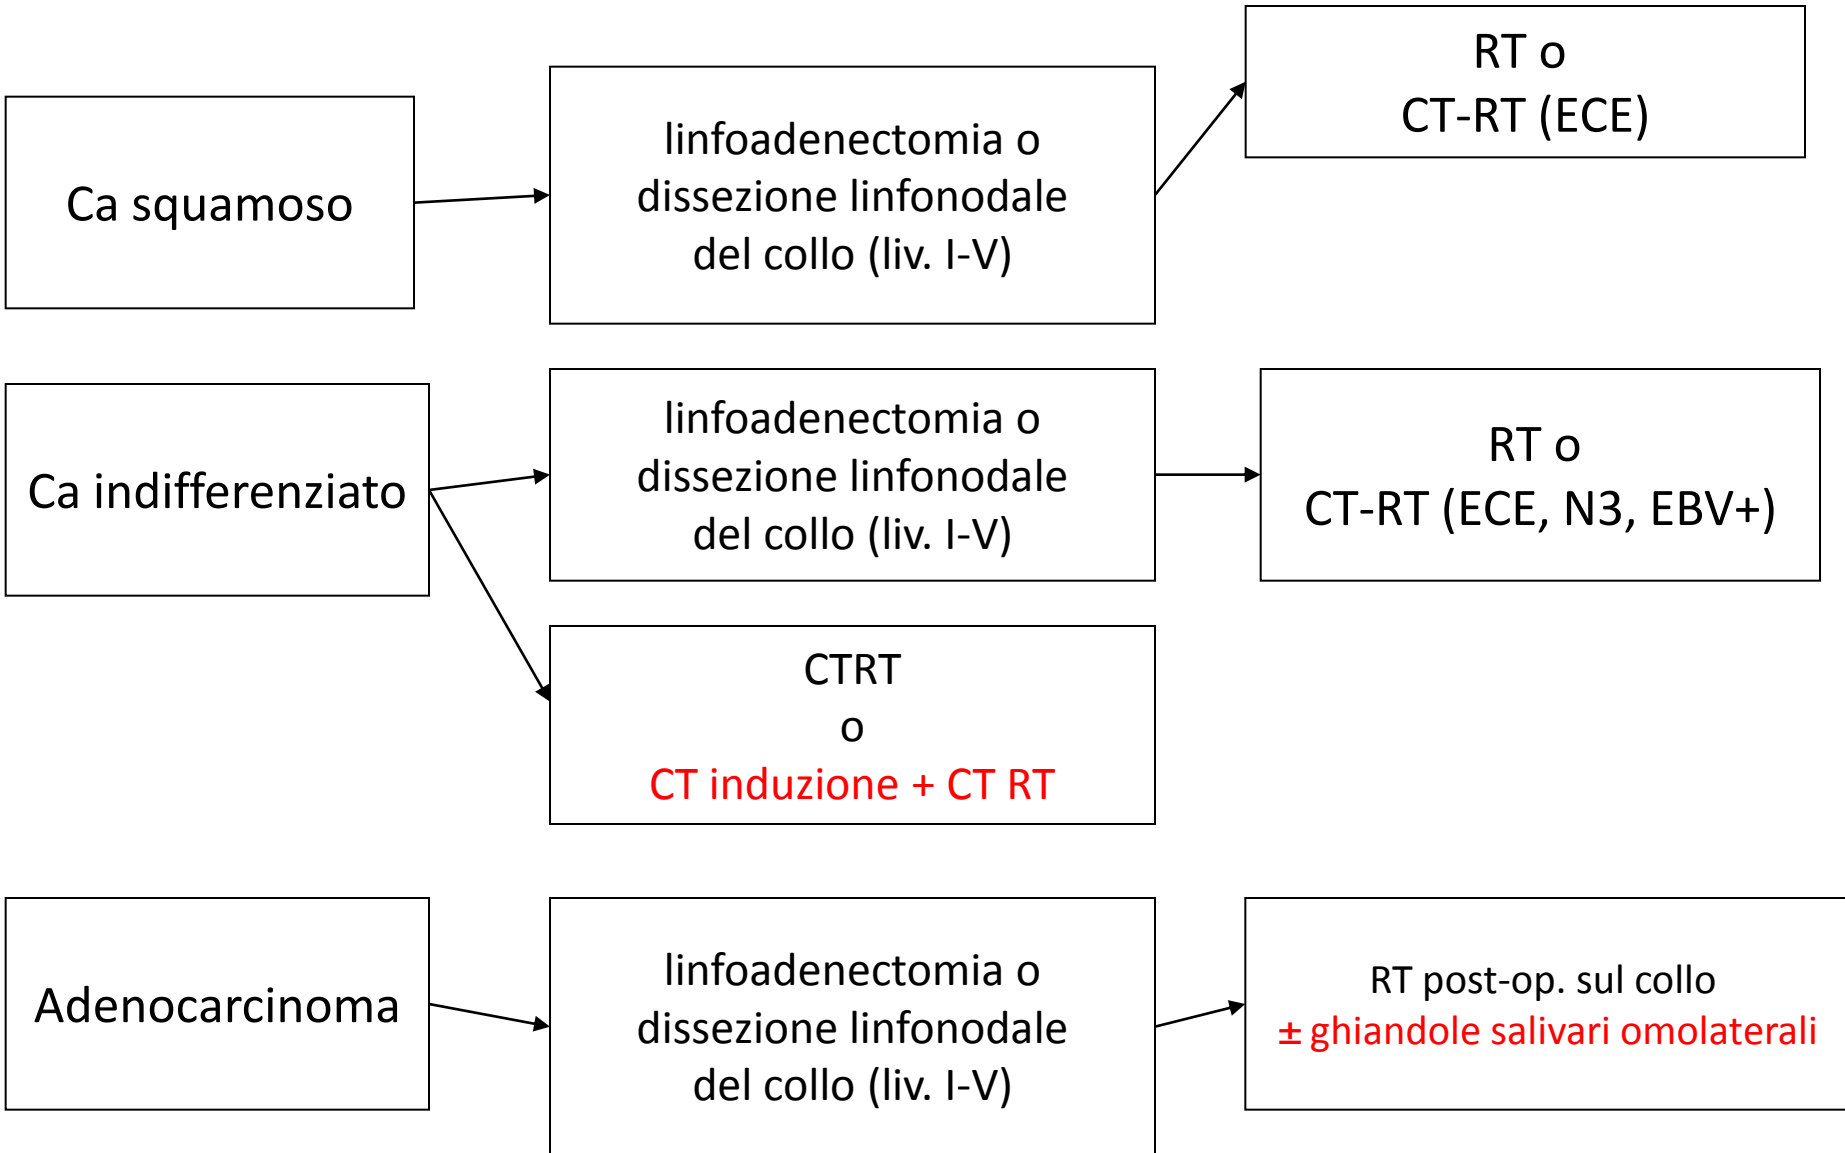 Ca squamoso
linfoadenectomia o
dissezione linfonodale
del collo (liv. I-V)
RT o
CT-RT (ECE)
Ca indifferenziato
linfoadenectomia o
dissezione linfonodale
del collo (liv. I-V)
RT o
CT-RT (ECE, N3, EBV+)
CTRT
o
CT induzione + CT RT
Adenocarcinoma
linfoadenectomia o
dissezione linfonodale
del collo (liv. I-V)
RT post-op. sul collo
± ghiandole salivari omolaterali